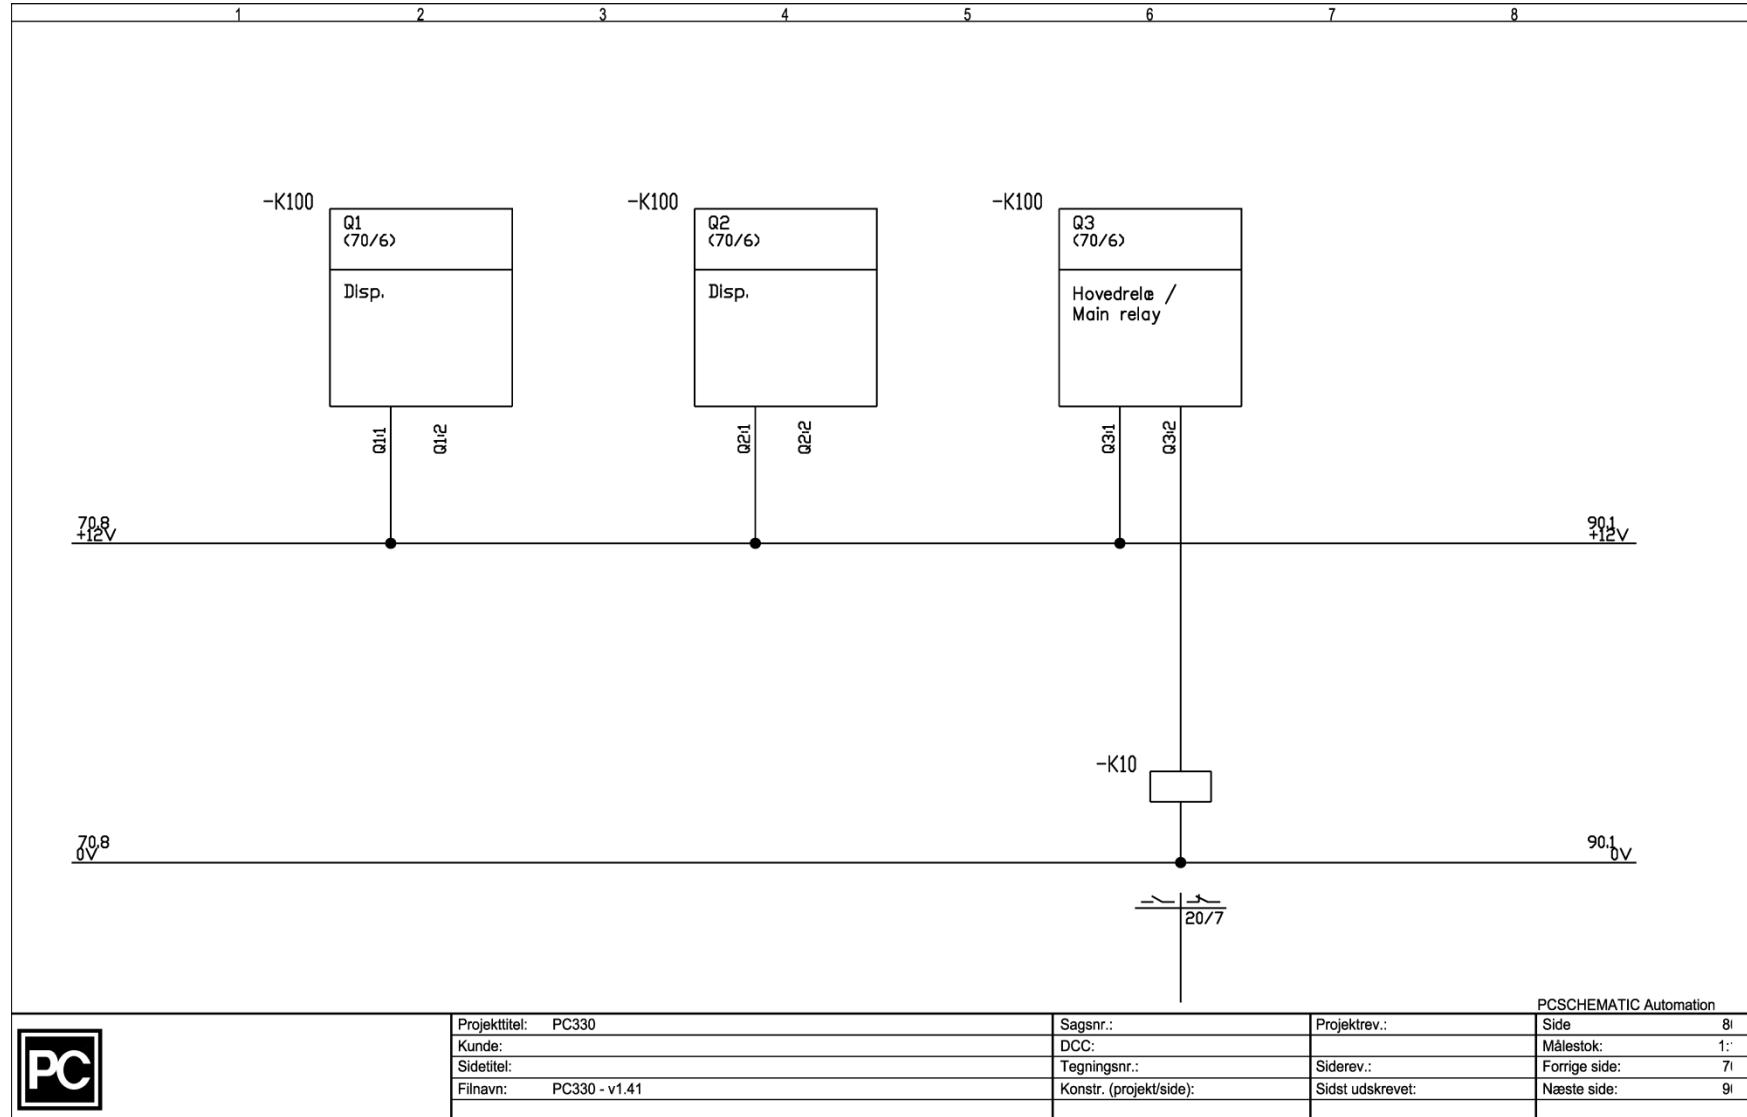 1 2 3 4 5 6 7 8
-K100 -K100 -K100
Q1 Q2 Q3
(70/6) (70/6) (70/6)
Disp. Disp. Hovedrelæ /
Main relay
Q1:1 Q1:2 Q2:1 Q2:2 Q3:1 Q3:2
70.8 90.1
+12V +12V
-K10
70.8 90.1
0V 0V
20/7
PCSCHEMATIC Automation
PC
Projekttitel: PC330 Sagsnr.: Projektrev.: Side
Kunde: DCC: Målestok:
Sidetitel: Tegningsnr.: Siderev.: Forrige side:
Filnavn: PC330 - v1.41 Konstr. (projekt/side): Sidst udskrevet: Næste side: